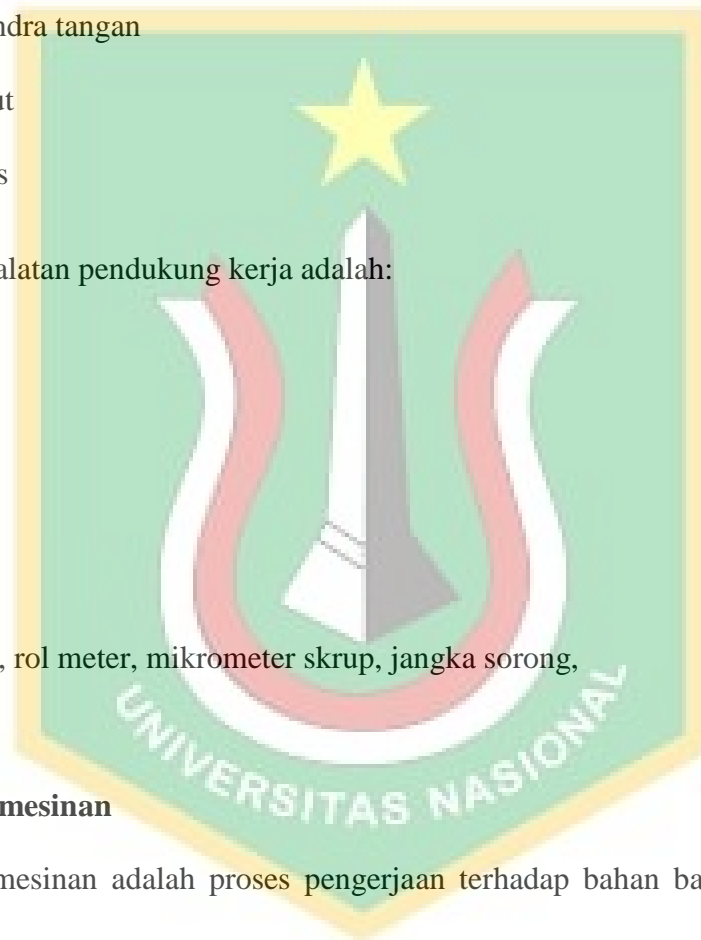 ndra tangan
ut
s
alatan pendukung kerja adalah:
, rol meter, mikrometer skrup, jangka sorong,
UNIVERSITAS NASIONAL
mesinan
mesinan adalah proses pengerjaan terhadap bahan ba